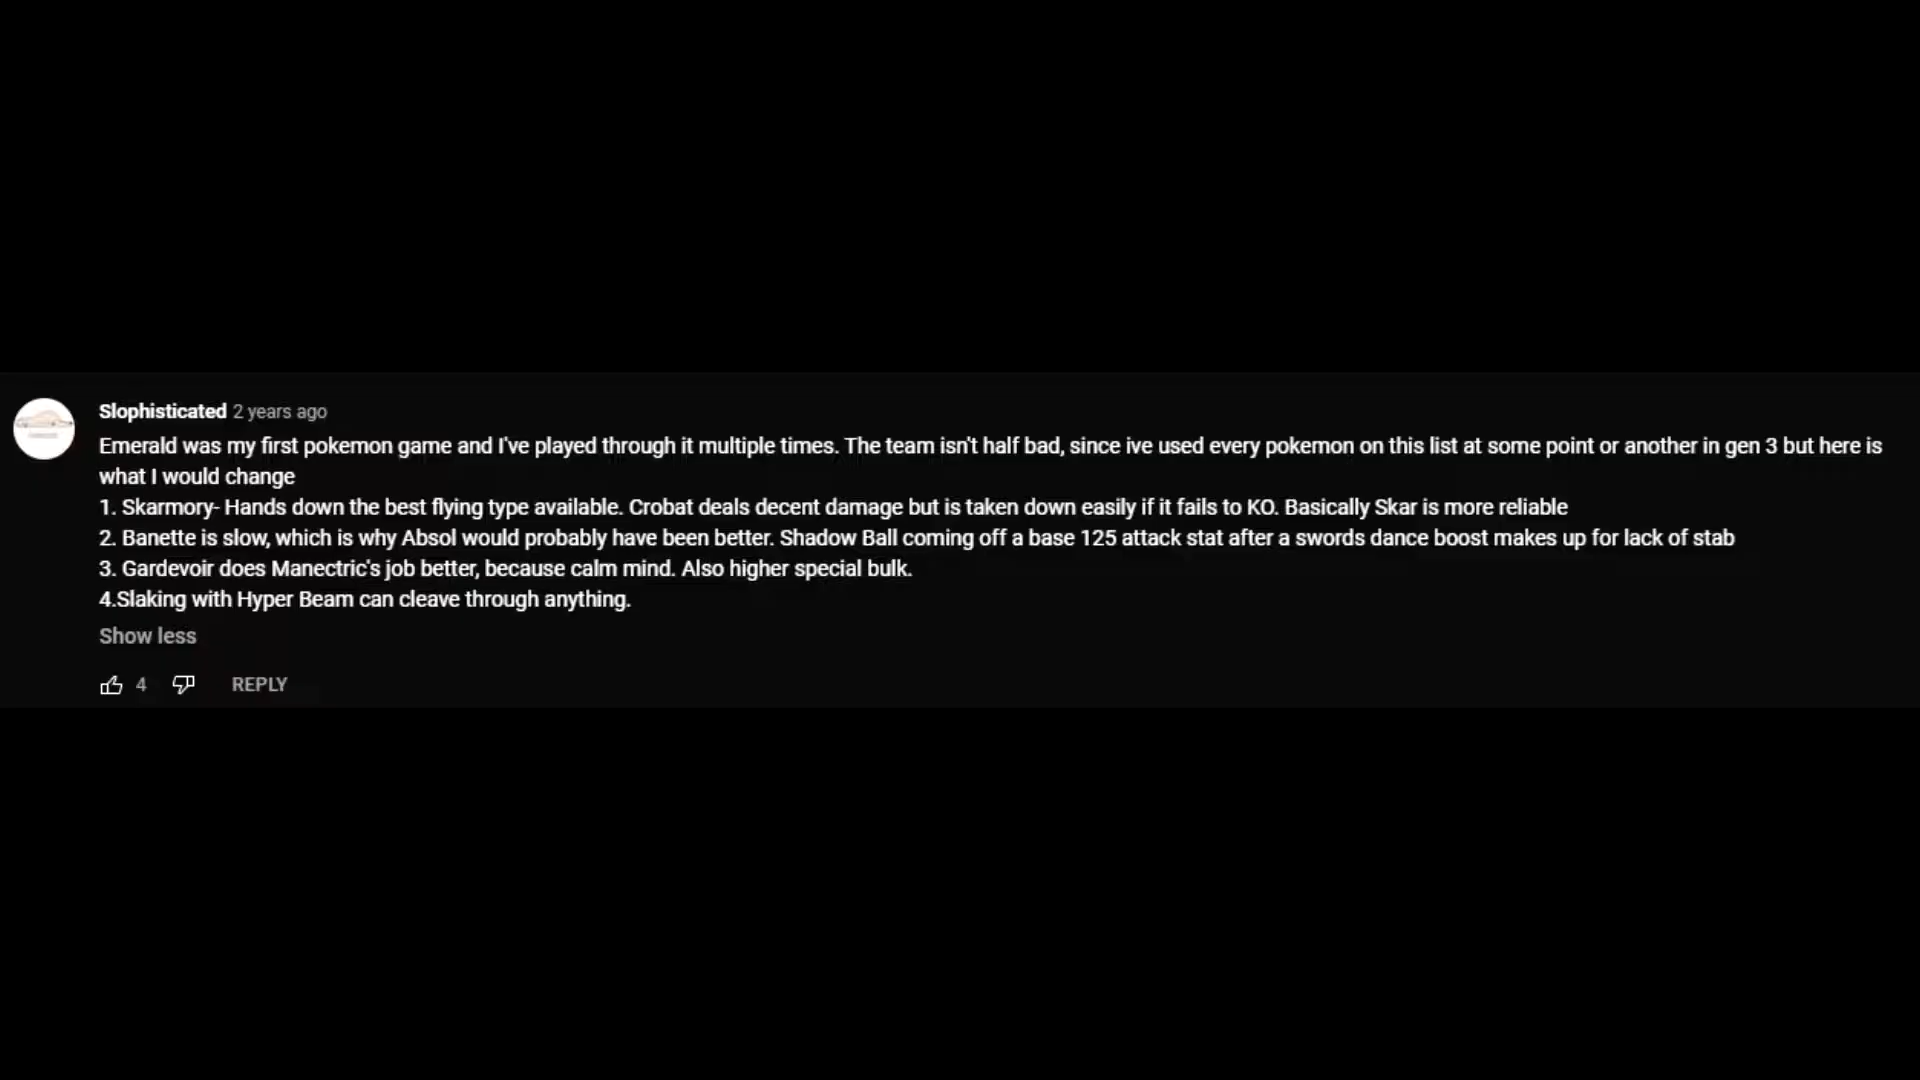 Slophisticated 2 years ago
Emerald was my first pokemon game and I've played through it multiple times. The team isn't half bad, since ive used every pokemon on this list at some point or another in gen 3 but here is
what I would change
1. Skarmory- Hands down the best flying type available. Crobat deals decent damage but is taken down easily if it fails to KO. Basically Skar is more reliable
2. Banette is slow, which is why Absol would probably have been better. Shadow Ball coming off a base 125 attack stat after a swords dance boost makes up for lack of stab
3. Gardevoir does Manectric's job better, because calm mind. Also higher special bulk.
4.Slaking with Hyper Beam can cleave through anything.
Show less
4 REPLY